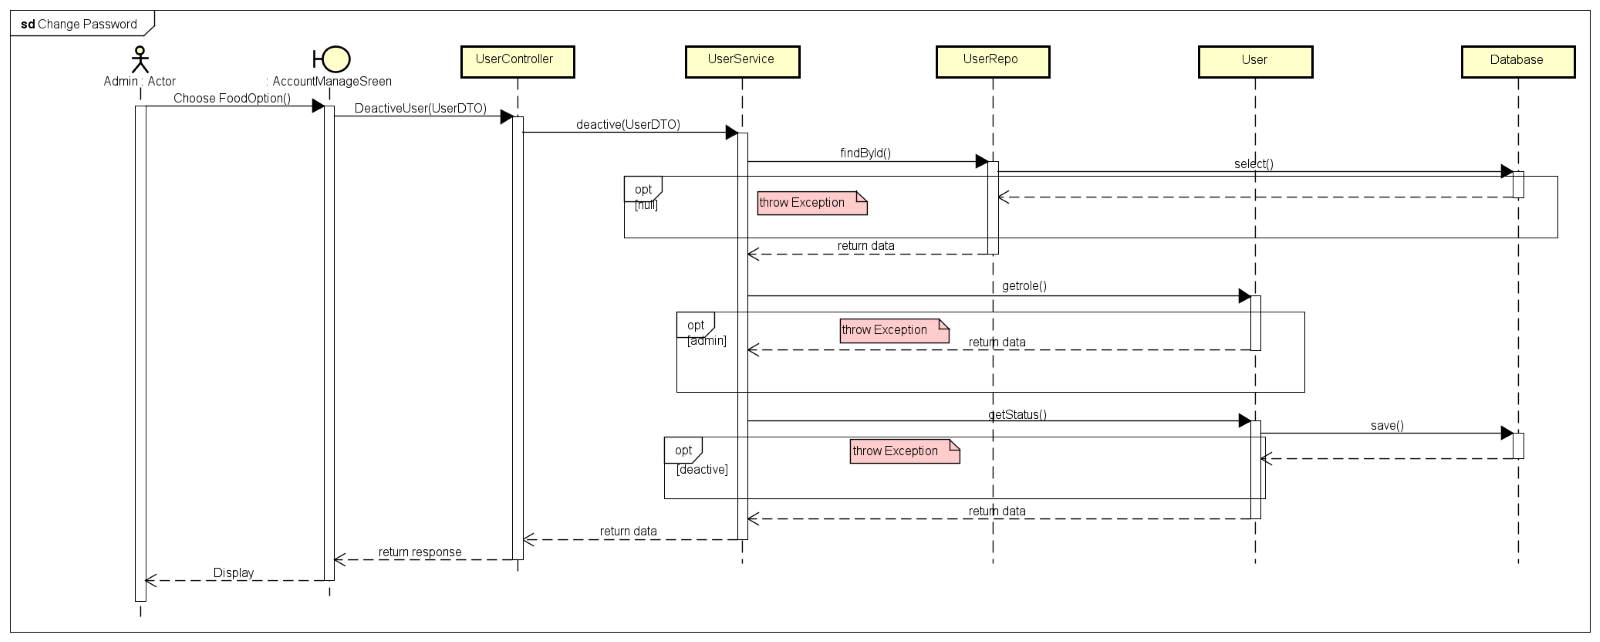 sd Change Password
Admin : Actor
: AccountManageSreen
UserController
UserService
UserRepo
User
Database
Choose FoodOption()
DeactiveUser(UserDTO)
deactive(UserDTO)
findById()
select()
opt
[null]
throw Exception
return data
getrole()
opt
[admin]
throw Exception
return data
getStatus()
save()
opt
[deactive]
throw Exception
return data
return data
return response
Display